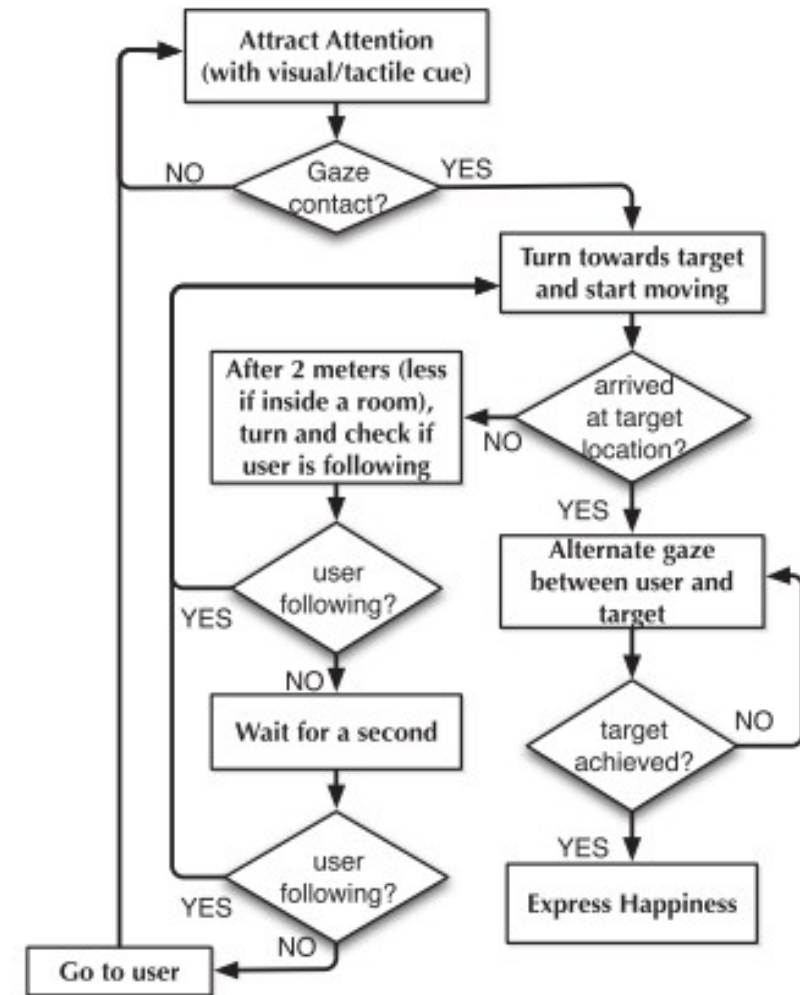 Attract Attention
(with visual/tactile cue)
NO
Gaze
contact?
YES
Turn towards target
and start moving
After 2 meters (less
if inside a room),
turn and check if
user is following
NO
arrived
at target
location?
YES
user
following?
YES
NO
Alternate gaze
between user and
target
Wait for a second
target
achieved?
NO
YES
user
following?
YES
NO
Express Happiness
Go to user